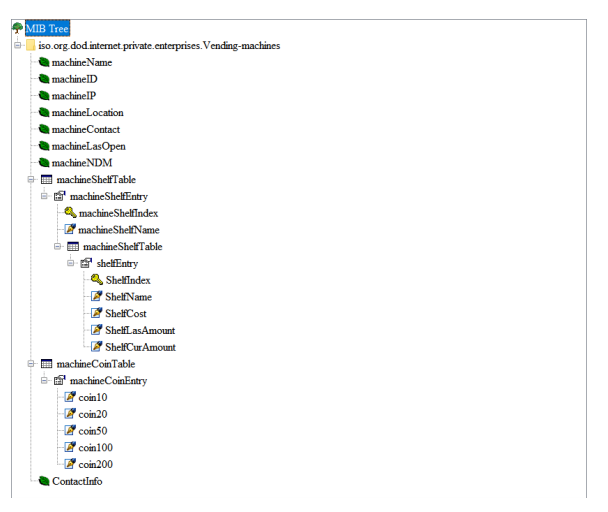 MIB Tree
iso.org.dod.internet.private.enterprises.Vending-machines
machineName
machineID
machineIP
machineLocation
machineContact
machineLasOpen
machineNDM
machineShelfTable
machineShelfEntry
machineShelfIndex
machineShelfName
machineShelfTable
shelfEntry
ShelfIndex
ShelfName
ShelfCost
ShelfLasAmount
ShelfCurAmount
machineCoinTable
machineCoinEntry
coin10
coin20
coin50
coin100
coin200
ContactInfo